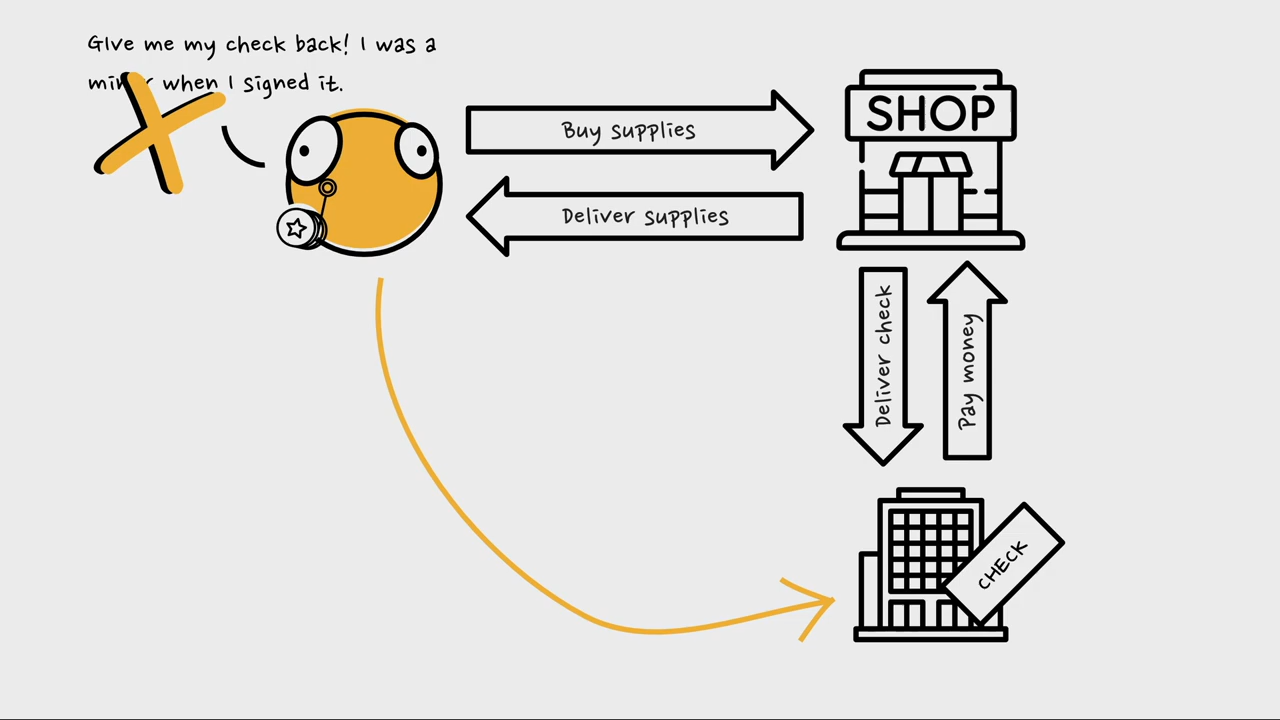 GIve me my check back! I was a
when I signed it.
Buy supplies
SHOP
Deliver supplies
Deliver check
Pay money
CHECK